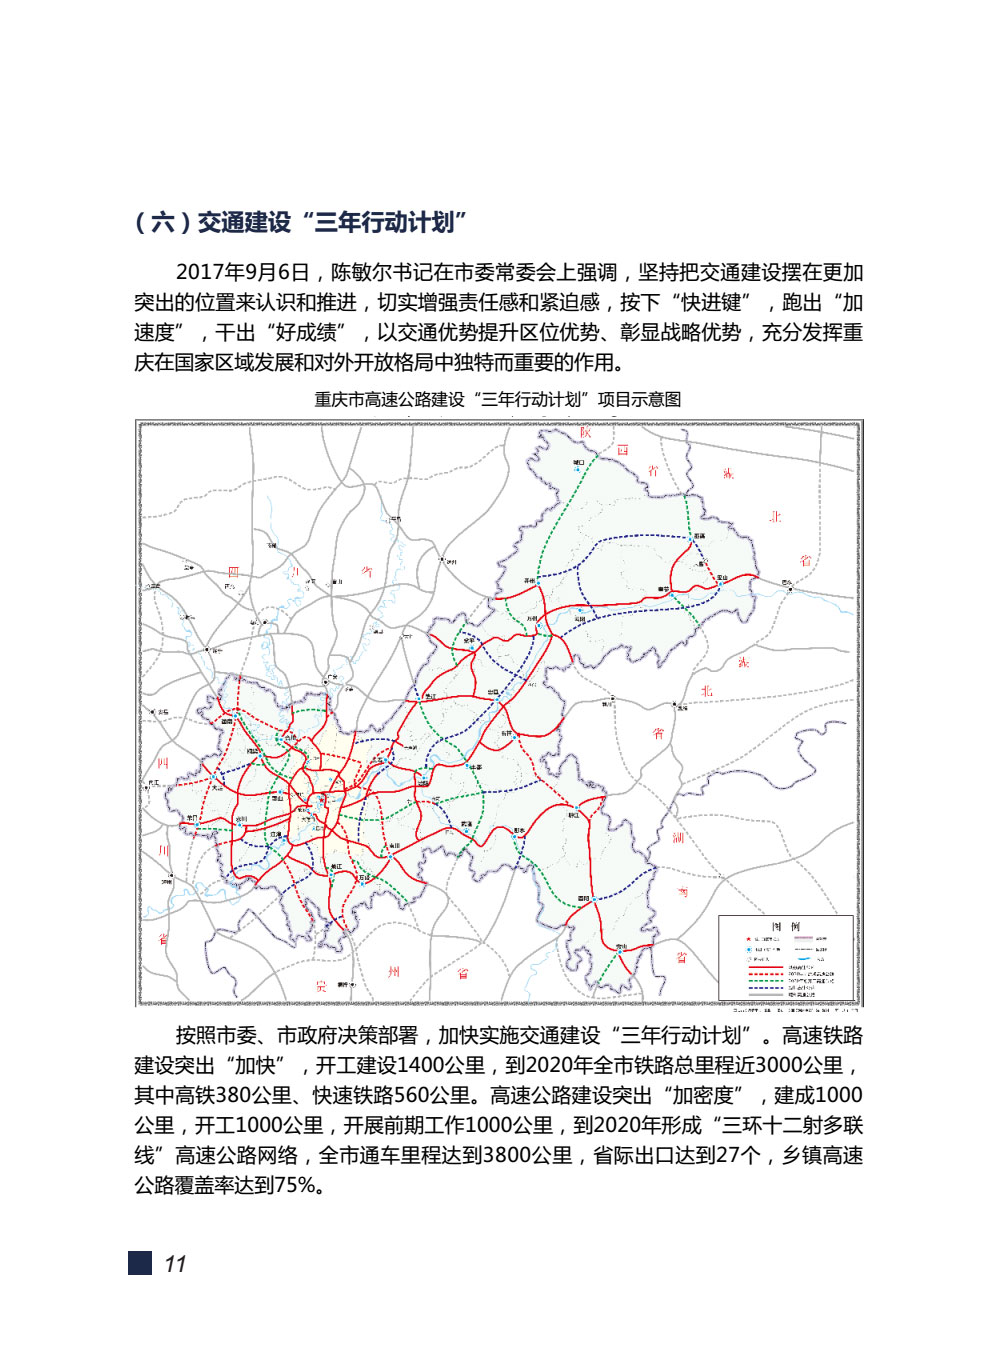 （六）交通建设“三年行动计划”
2017年9月6日，陈敏尔书记在市委常委会上强调，坚持把交通建设摆在更加
突出的位置来认识和推进，切实增强责任感和紧迫感，按下“快进键”，跑出“加
速度”，干出“好成绩”，以交通优势提升区位优势、彰显战略优势，充分发挥重
庆在国家区域发展和对外开放格局中独特而重要的作用。
重庆市高速公路建设“三年行动计划”项目示意图
陕
西
省
湖
北
省
城口
四
川
省
巫溪
巫山
奉节
开州
万州
云阳
湖
北
省
忠县
垫江
石柱
丰都
广安
四
川
省
潼南
合川
铜梁
大足
荣昌
永川
璧山
江津
南川
綦江
武隆
彭水
黔江
酉阳
秀山
湖
南
省
州
省
图 例
按照市委、市政府决策部署，加快实施交通建设“三年行动计划”。高速铁路
建设突出“加快”，开工建设1400公里，到2020年全市铁路总里程近3000公里，
其中高铁380公里、快速铁路560公里。高速公路建设突出“加密度”，建成1000
公里，开工1000公里，开展前期工作1000公里，到2020年形成“三环十二射多联
线”高速公路网络，全市通车里程达到3800公里，省际出口达到27个，乡镇高速
公路覆盖率达到75%。
11